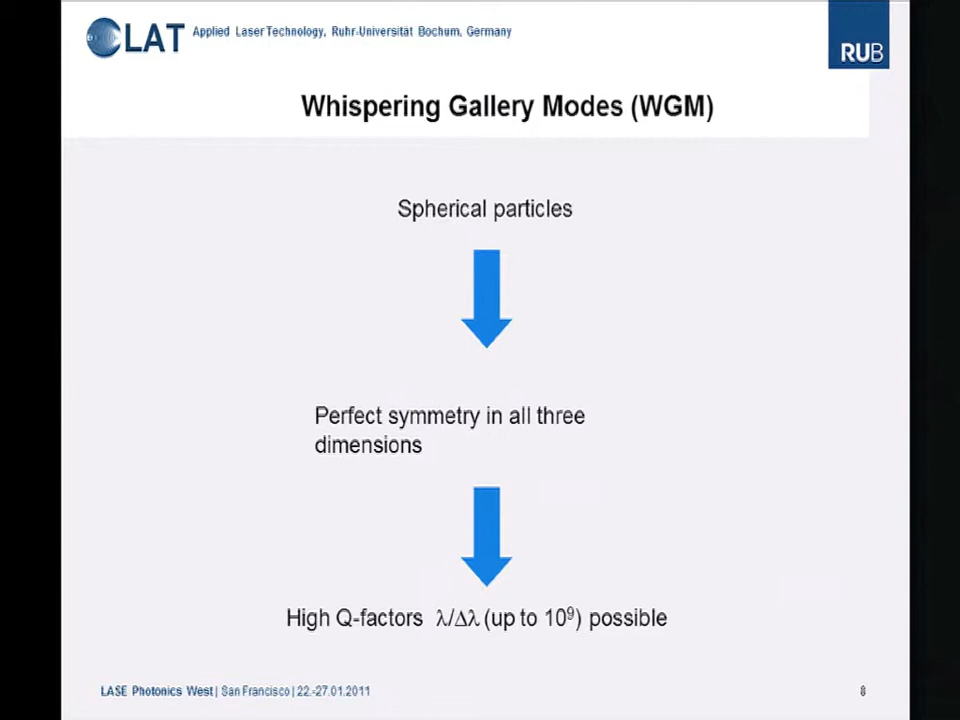 LAT Applied Laser Technology, Ruhr-Universität Bochum, Germany
RUB
Whispering Gallery Modes (WGM)
Spherical particles
Perfect symmetry in all three
dimensions
High Q-factors λ/Δλ (up to 10⁹) possible
LASE Photonics West | San Francisco | 22.-27.01.2011
8